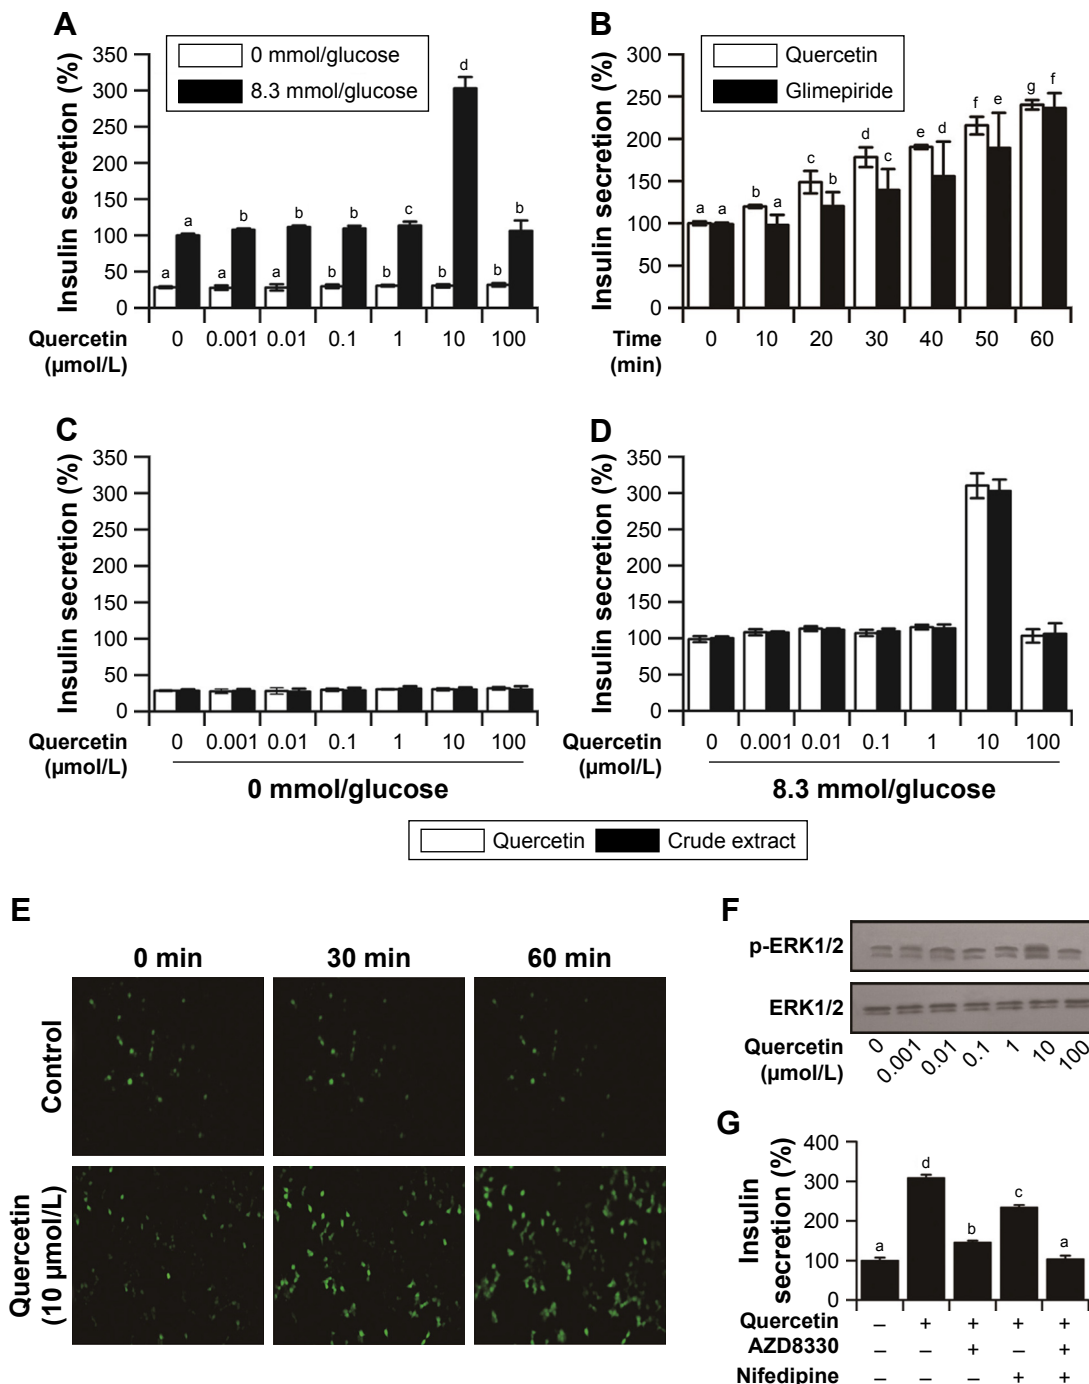 A
0 mmol/glucose
8.3 mmol/glucose
Insulin secretion (%)
350
300
250
200
150
100
50
0
a a a b a b b b b c b d b b
Quercetin (µmol/L)
0 0.001 0.01 0.1 1 10 100
B
Quercetin
Glimepiride
Insulin secretion (%)
300
250
200
150
100
50
0
a a b a c b d c e d f e g f
Time (min)
0 10 20 30 40 50 60
C
Insulin secretion (%)
350
300
250
200
150
100
50
0
Quercetin (µmol/L)
0 0.001 0.01 0.1 1 10 100
0 mmol/glucose
D
Insulin secretion (%)
350
300
250
200
150
100
50
0
Quercetin (µmol/L)
0 0.001 0.01 0.1 1 10 100
8.3 mmol/glucose
Quercetin Crude extract
E
0 min 30 min 60 min
Control
Quercetin (10 µmol/L)
F
p-ERK1/2
ERK1/2
Quercetin (µmol/L)
0 0.001 0.01 0.1 1 10 100
G
Insulin secretion (%)
400
300
200
100
0
a d b c a
Quercetin – + + + +
AZD8330 – – + – +
Nifedipine – – – + +